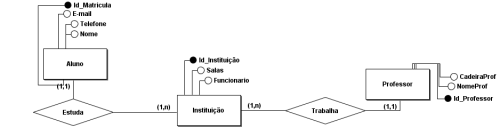 Id_Matricula
E-mail
Telefone
Nome
Aluno
(1,1)
Estuda
(1,n)
Id_Instituição
Salas
Funcionario
Instituição
(1,n)
Trabalha
(1,1)
Professor
CadeiraProf
NomeProf
Id_Professor